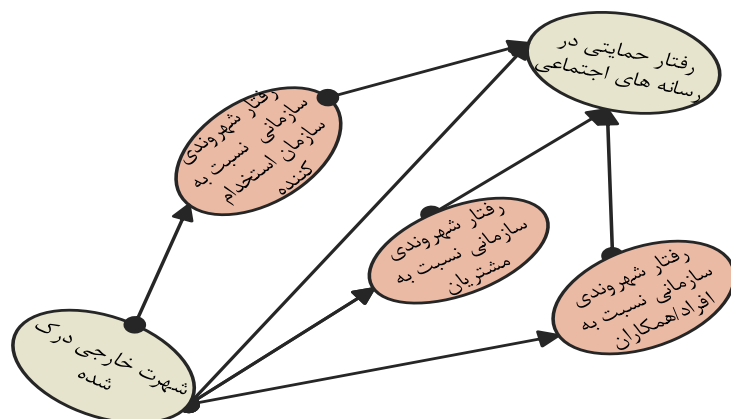 رفتار حمایتی در
رسانه های اجتماعی
رفتار شهروندی
سازمانی نسبت به
سازمان استخدام
کننده
رفتار شهروندی
سازمانی نسبت به
مشتریان
رفتار شهروندی
سازمانی نسبت به
افراد/همکاران
شهرت خارجی درک
شده